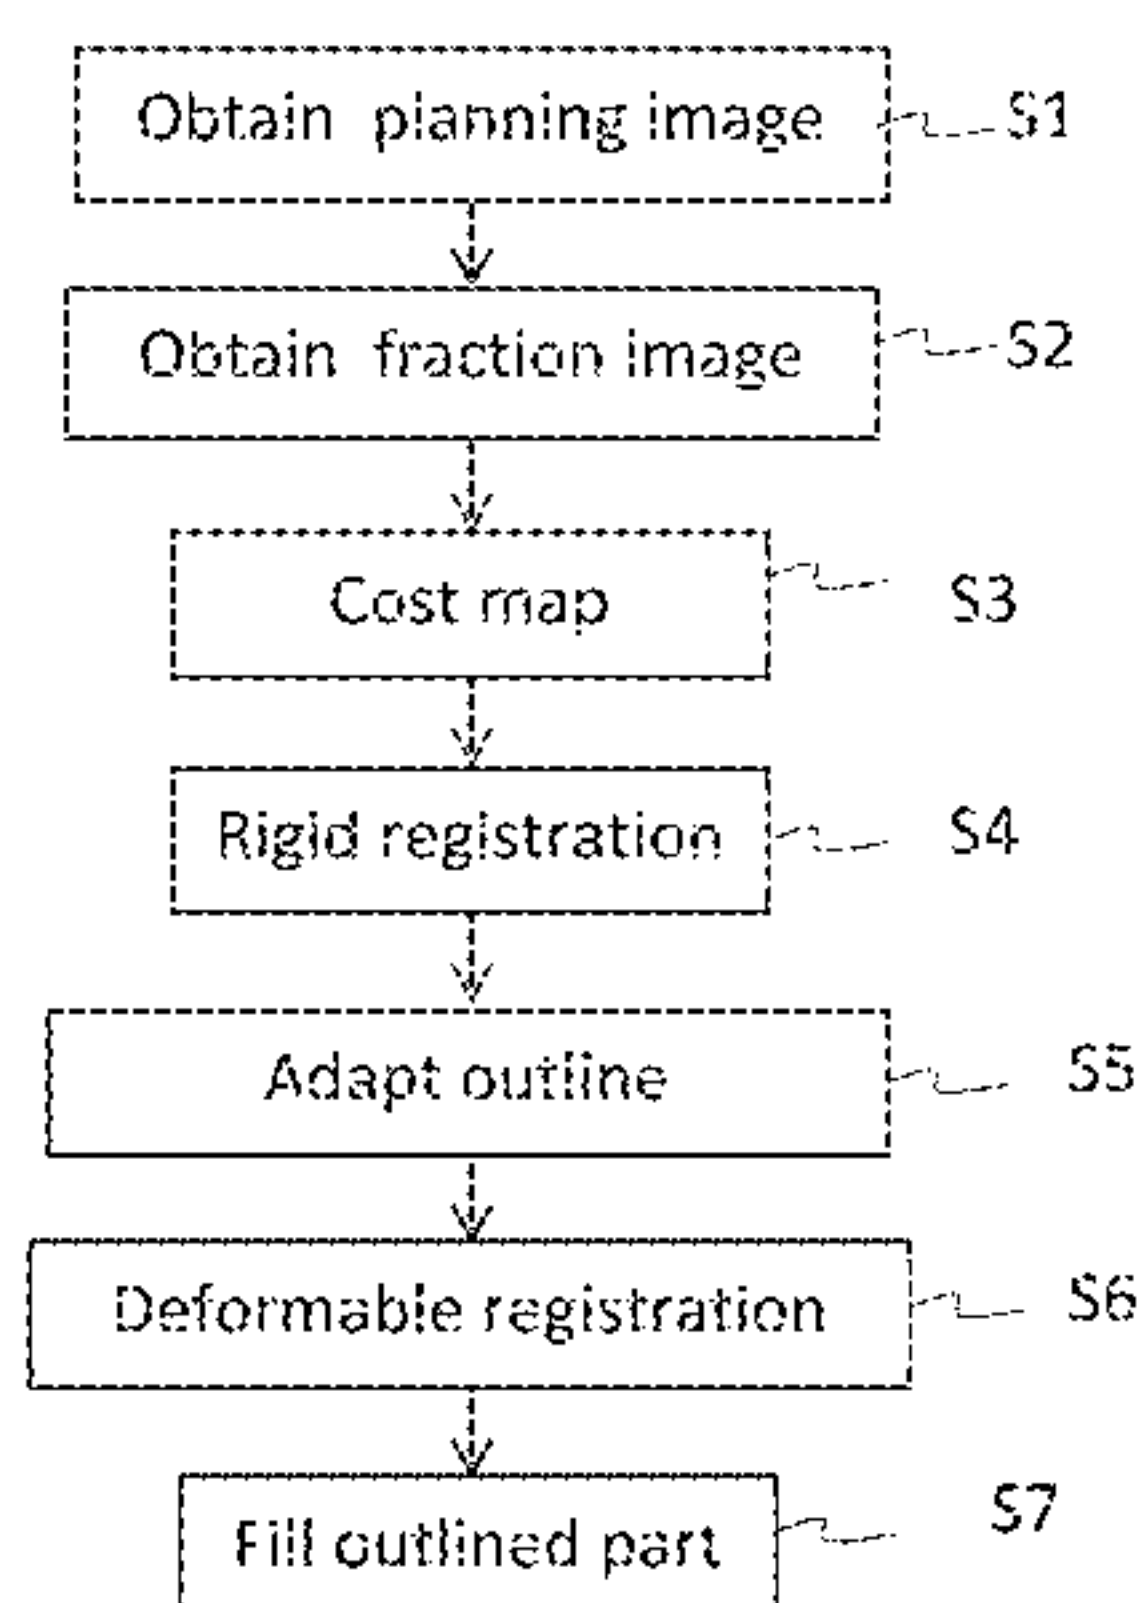 Obtain planning image S1
Obtain fraction image S2
Cost map S3
Rigid registration S4
Adapt outline S5
Deformable registration S6
Fill outlined part S7